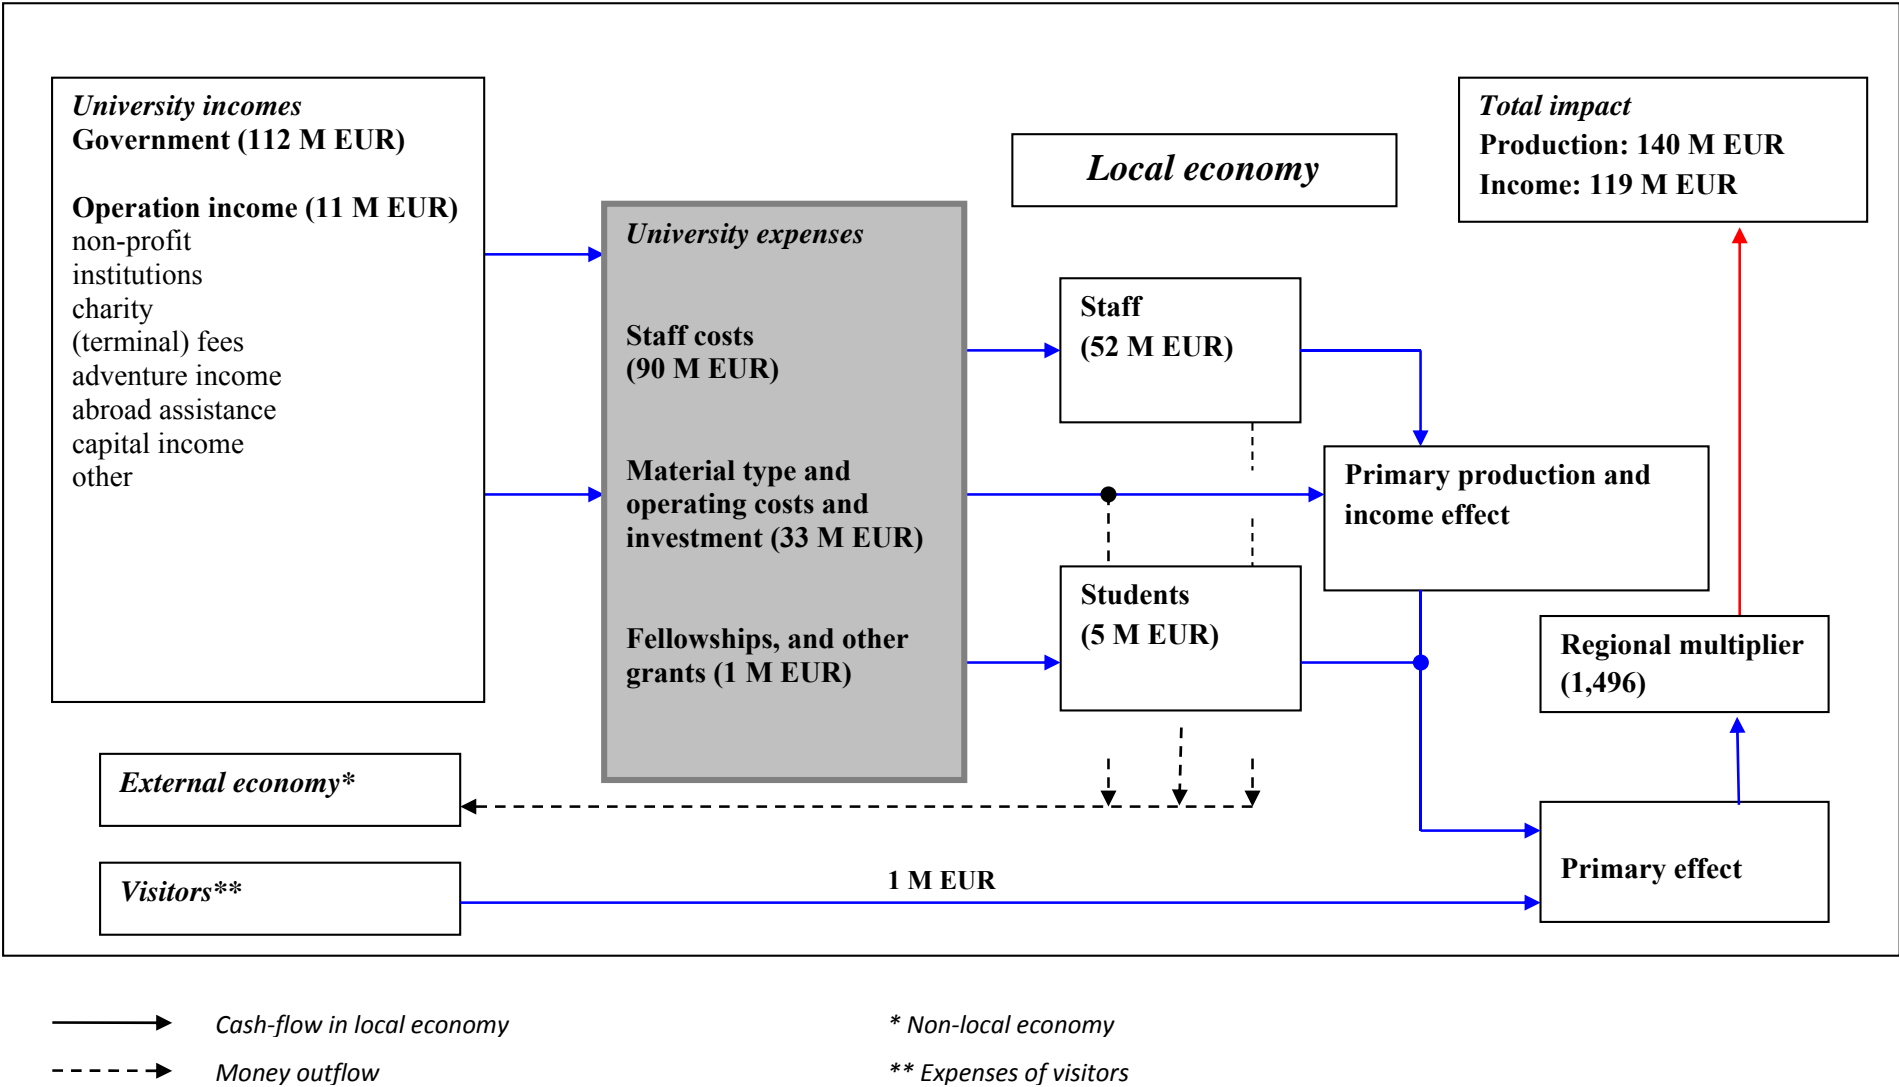 University incomes
Government (112 M EUR)
Operation income (11 M EUR)
non-profit
institutions
charity
(terminal) fees
adventure income
abroad assistance
capital income
other
University expenses
Staff costs
(90 M EUR)
Material type and
operating costs and
investment (33 M EUR)
Fellowships, and other
grants (1 M EUR)
Local economy
Staff
(52 M EUR)
Students
(5 M EUR)
Total impact
Production: 140 M EUR
Income: 119 M EUR
Primary production and
income effect
Regional multiplier
(1,496)
External economy*
Visitors**
1 M EUR
Primary effect
Cash-flow in local economy
* Non-local economy
Money outflow
** Expenses of visitors